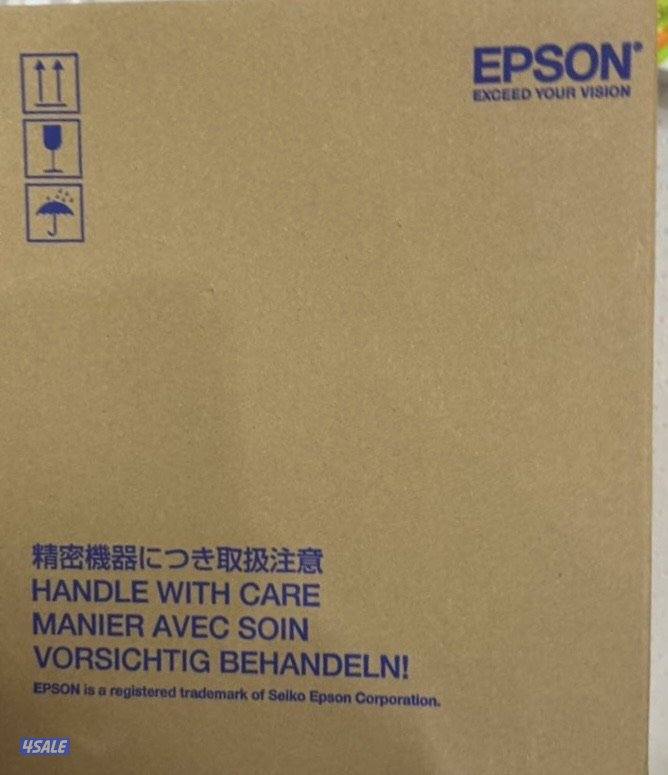 EPSON
EXCEED YOUR VISION
精密機器につき取扱注意
HANDLE WITH CARE
MANIER AVEC SOIN
VORSICHTIG BEHANDELN!
EPSON is a registered trademark of Seiko Epson Corporation.
4SALE